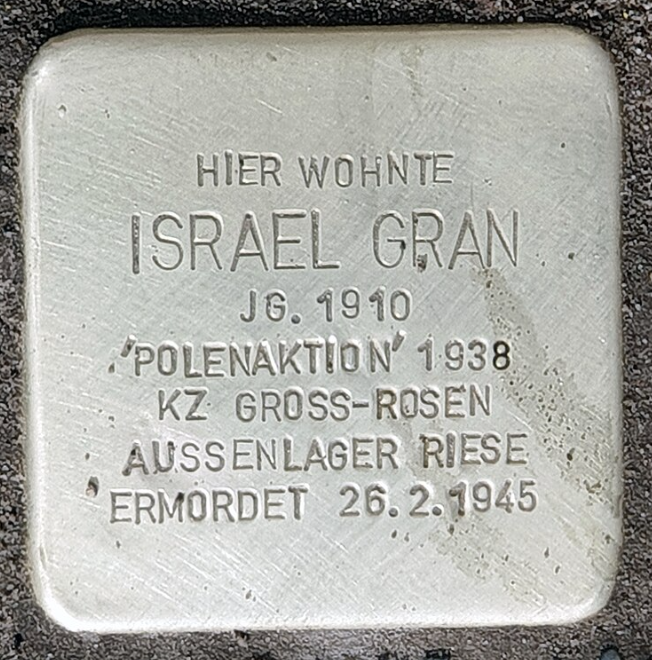 HIER WOHNTE
ISRAEL GRAN
JG. 1910
'POLENAKTION' 1938
KZ GROSS-ROSEN
AUSSENLAGER RIESE
ERMORDET 26.2.1945